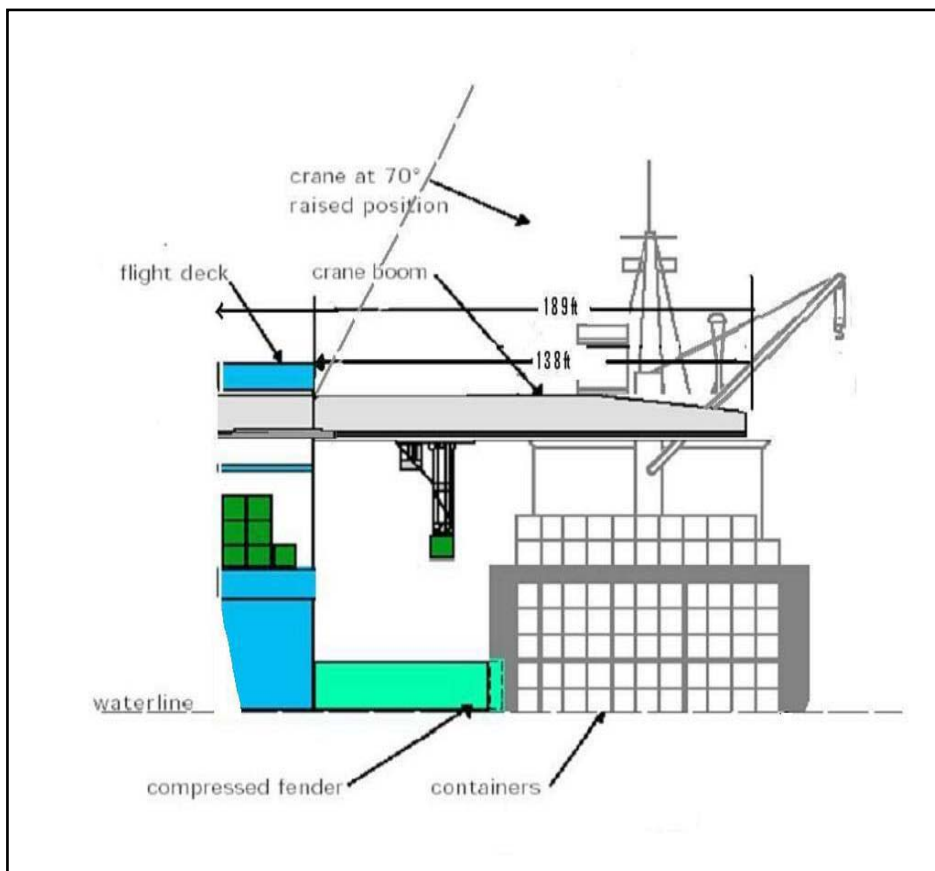 crane at 70°
raised position
flight deck
crane boom
189ft
138ft
waterline
compressed fender
containers